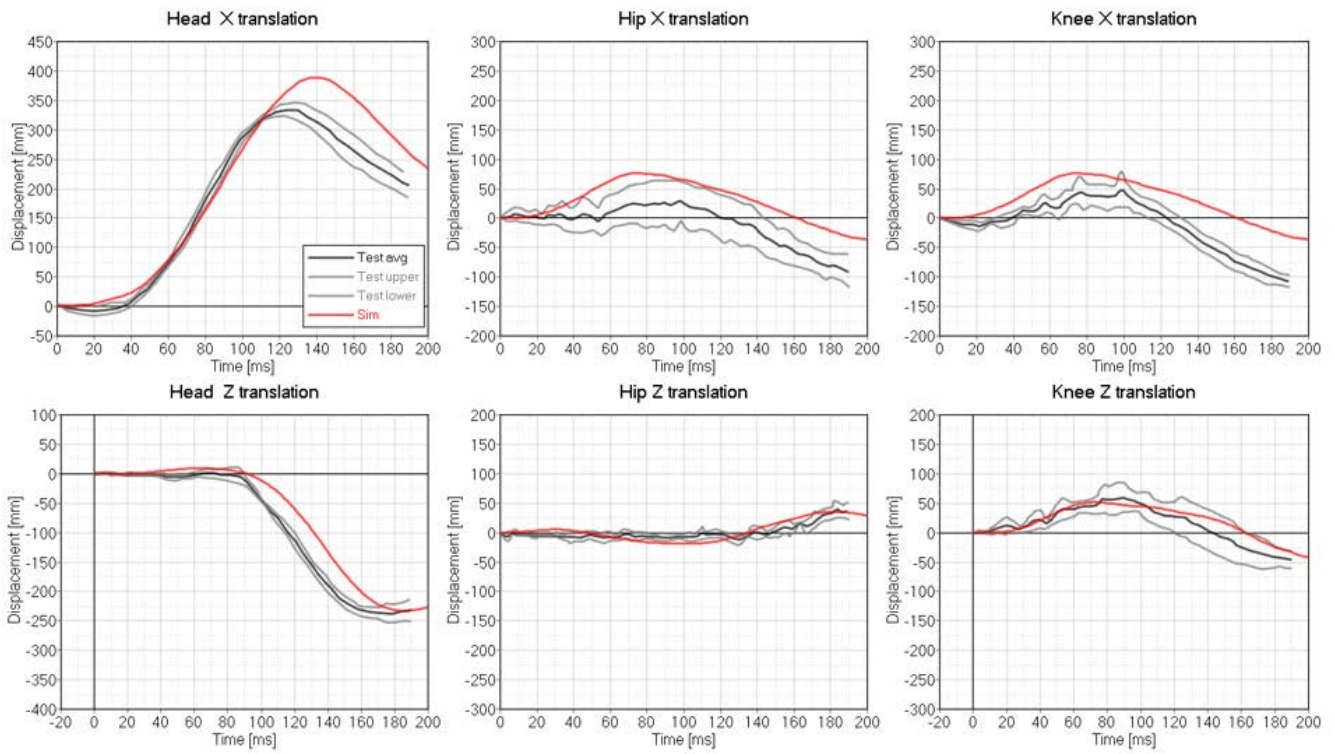 Head X translation
Hip X translation
Knee X translation
Displacement [mm]
450
400
350
300
250
200
150
100
50
0
-50
Test avg
Test upper
Test lower
Sim
0 20 40 60 80 100 120 140 160 180 200
Time [ms]
Displacement [mm]
300
250
200
150
100
50
0
-50
-100
-150
-200
0 20 40 60 80 100 120 140 160 180 200
Time [ms]
Displacement [mm]
300
250
200
150
100
50
0
-50
-100
-150
-200
0 20 40 60 80 100 120 140 160 180 200
Time [ms]
Head Z translation
Hip Z translation
Knee Z translation
Displacement [mm]
100
50
0
-50
-100
-150
-200
-250
-300
-350
-400
-20 0 20 40 60 80 100 120 140 160 180 200
Time [ms]
Displacement [mm]
200
150
100
50
0
-50
-100
-150
-200
-250
-300
0 20 40 60 80 100 120 140 160 180 200
Time [ms]
Displacement [mm]
200
150
100
50
0
-50
-100
-150
-200
-250
-300
-20 0 20 40 60 80 100 120 140 160 180 200
Time [ms]